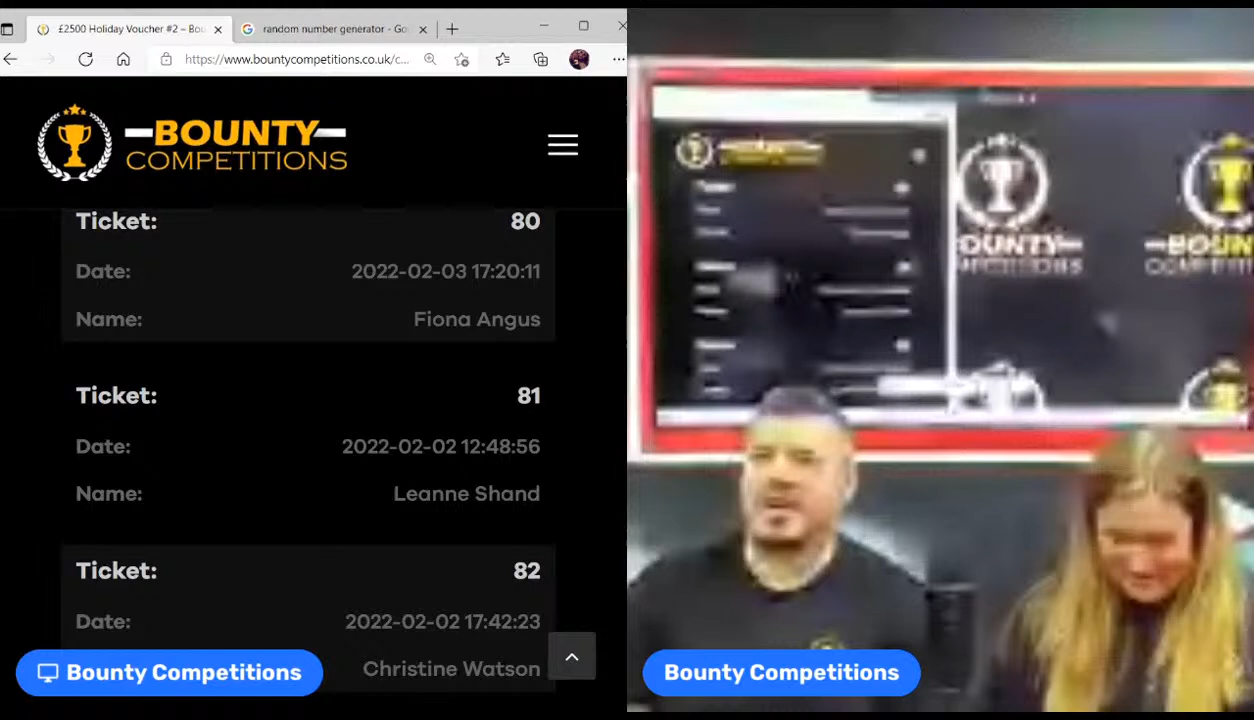 £2500 Holiday Voucher #2 – Bou
random number generator - Go
https://www.bountycompetitions.co.uk/c...
BOUNTY
COMPETITIONS
Ticket: 80
Date: 2022-02-03 17:20:11
Name: Fiona Angus
Ticket: 81
Date: 2022-02-02 12:48:56
Name: Leanne Shand
Ticket: 82
Date: 2022-02-02 17:42:23
Christine Watson
Bounty Competitions
OUNTY
BOUN
Bounty Competitions